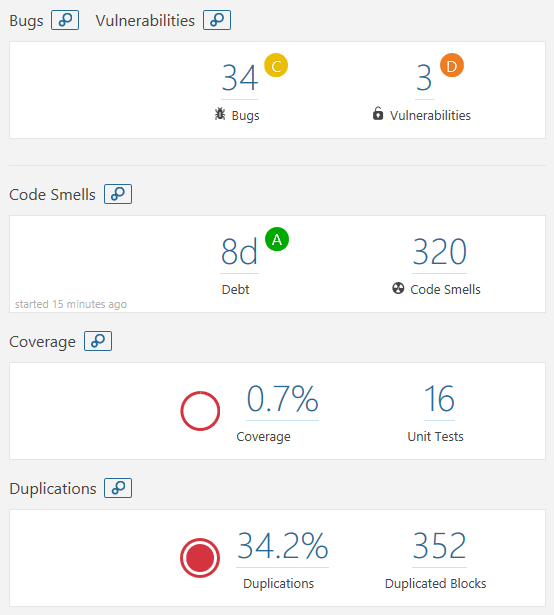 Bugs Vulnerabilities
34 C 3 D
Bugs Vulnerabilities
Code Smells
8d A 320
Debt Code Smells
started 15 minutes ago
Coverage
0.7% 16
Coverage Unit Tests
Duplications
34.2% 352
Duplications Duplicated Blocks